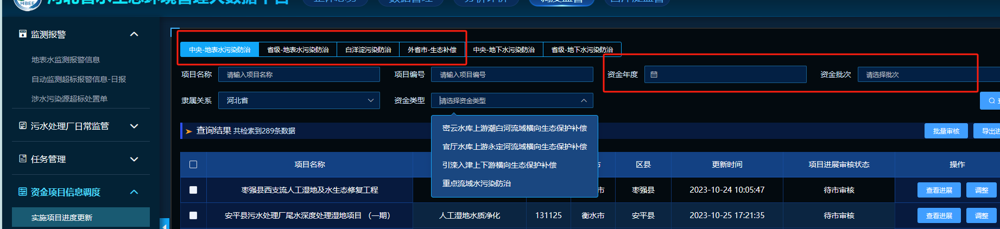 HBEE
河北省水生态环境管理大数据平台
数据管理 分析评价 调度监管 白洋淀监管
监测报警
地表水监测报警信息
自动监测超标报警信息-日报
涉水污染源超标处置单
污水处理厂日常监管
任务管理
资金项目信息调度
实施项目进度更新
中央-地表水污染防治 省级-地表水污染防治 白洋淀污染防治 外省市-生态补偿 中央-地下水污染防治 省级-地下水污染防治
项目名称 请输入项目名称 项目编号 请输入项目编号 资金年度 资金批次 请选择批次
隶属关系 河北省 资金类型 请选择资金类型
密云水库上游潮白河流域横向生态保护补偿
官厅水库上游永定河流域横向生态保护补偿
引滦入津上下游横向生态保护补偿
重点流域水污染防治
查询结果 共检索到289条数据 批量审核 导出进
项目名称 市 区县 更新时间 项目进展审核状态 操作
枣强县西支流人工湿地及水生态修复工程 市 枣强县 2023-10-24 10:05:47 待市审核 查看进展 调整
安平县污水处理厂尾水深度处理湿地项目 （一期） 人工湿地水质净化 131125 衡水市 安平县 2023-10-25 17:21:35 待市审核 查看进展 调整